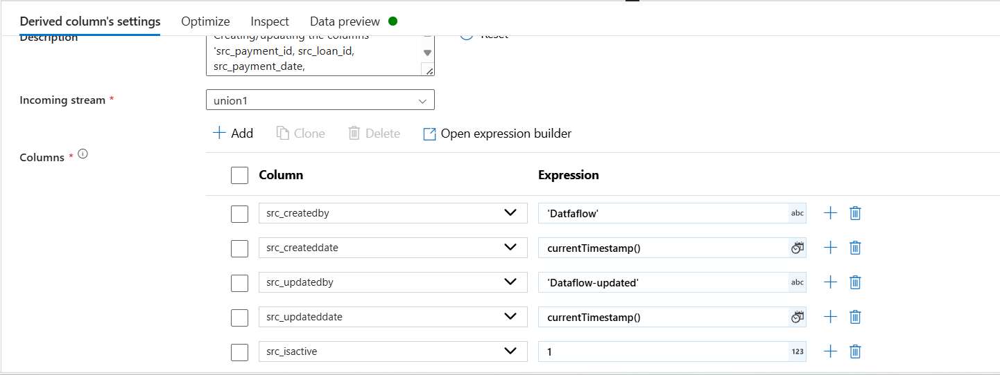 Derived column's settings Optimize Inspect Data preview
Description
Creating/updating the columns
'src_payment_id, src_loan_id,
src_payment_date,
Reset
Incoming stream *
union1
Add Clone Delete Open expression builder
Columns *
Column Expression
src_createdby 'Datfaflow' abc
src_createddate currentTimestamp()
src_updatedby 'Dataflow-updated' abc
src_updateddate currentTimestamp()
src_isactive 1 123